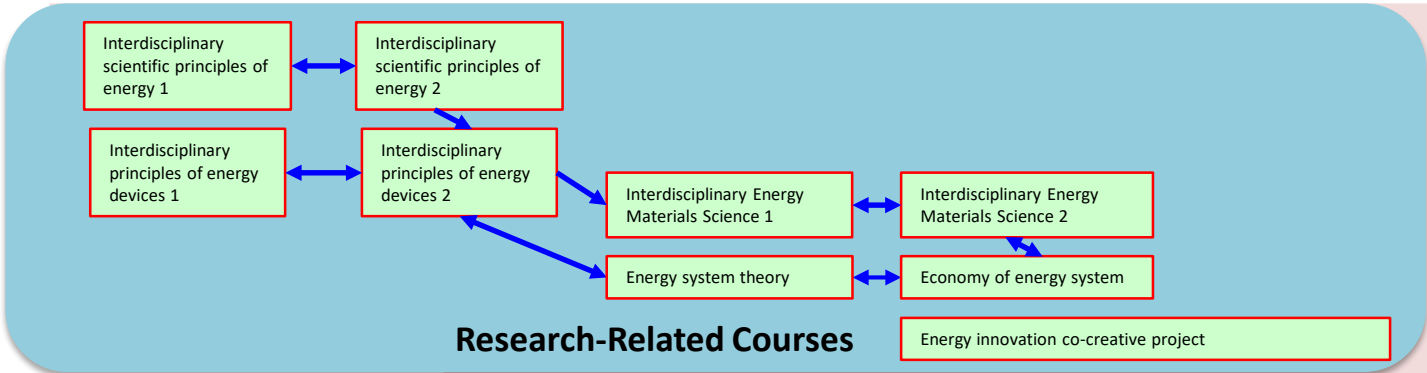 Interdisciplinary
scientific principles of
energy 1
Interdisciplinary
scientific principles of
energy 2
Interdisciplinary
principles of energy
devices 1
Interdisciplinary
principles of energy
devices 2
Interdisciplinary Energy
Materials Science 1
Interdisciplinary Energy
Materials Science 2
Energy system theory
Economy of energy system
Research-Related Courses
Energy innovation co-creative project